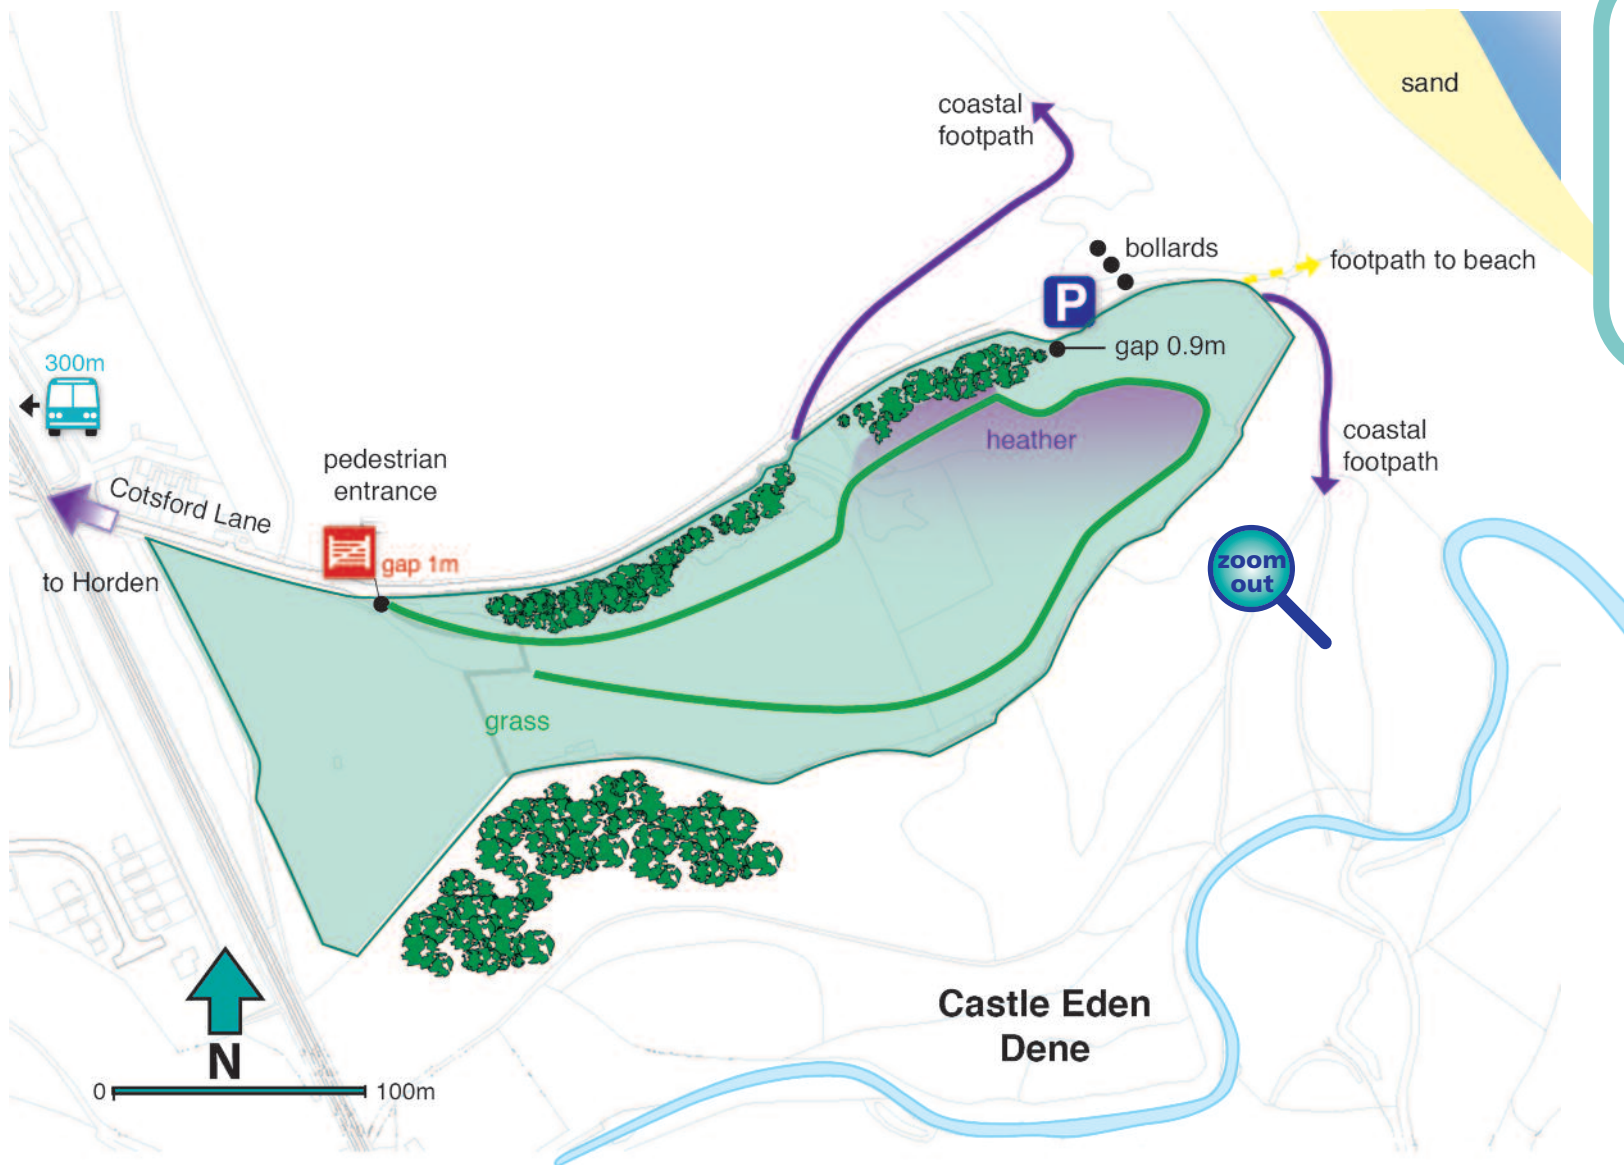 sand
coastal
footpath
bollards
footpath to beach
P
gap 0.9m
300m
heather
coastal
footpath
pedestrian
entrance
Cotsford Lane
gap 1m
zoom
out
to Horden
grass
Castle Eden
Dene
N
0
100m